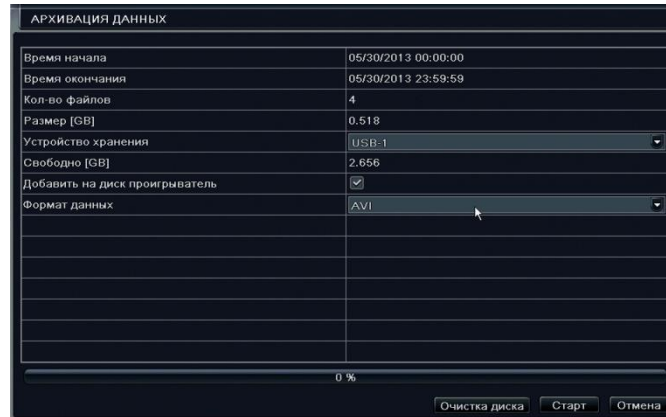 АРХИВАЦИЯ ДАННЫХ
Время начала 05/30/2013 00:00:00
Время окончания 05/30/2013 23:59:59
Кол-во файлов 4
Размер [GB] 0.518
Устройство хранения USB-1
Свободно [GB] 2.656
Добавить на диск проигрыватель
Формат данных AVI
0 %
Очистка диска Старт Отмена